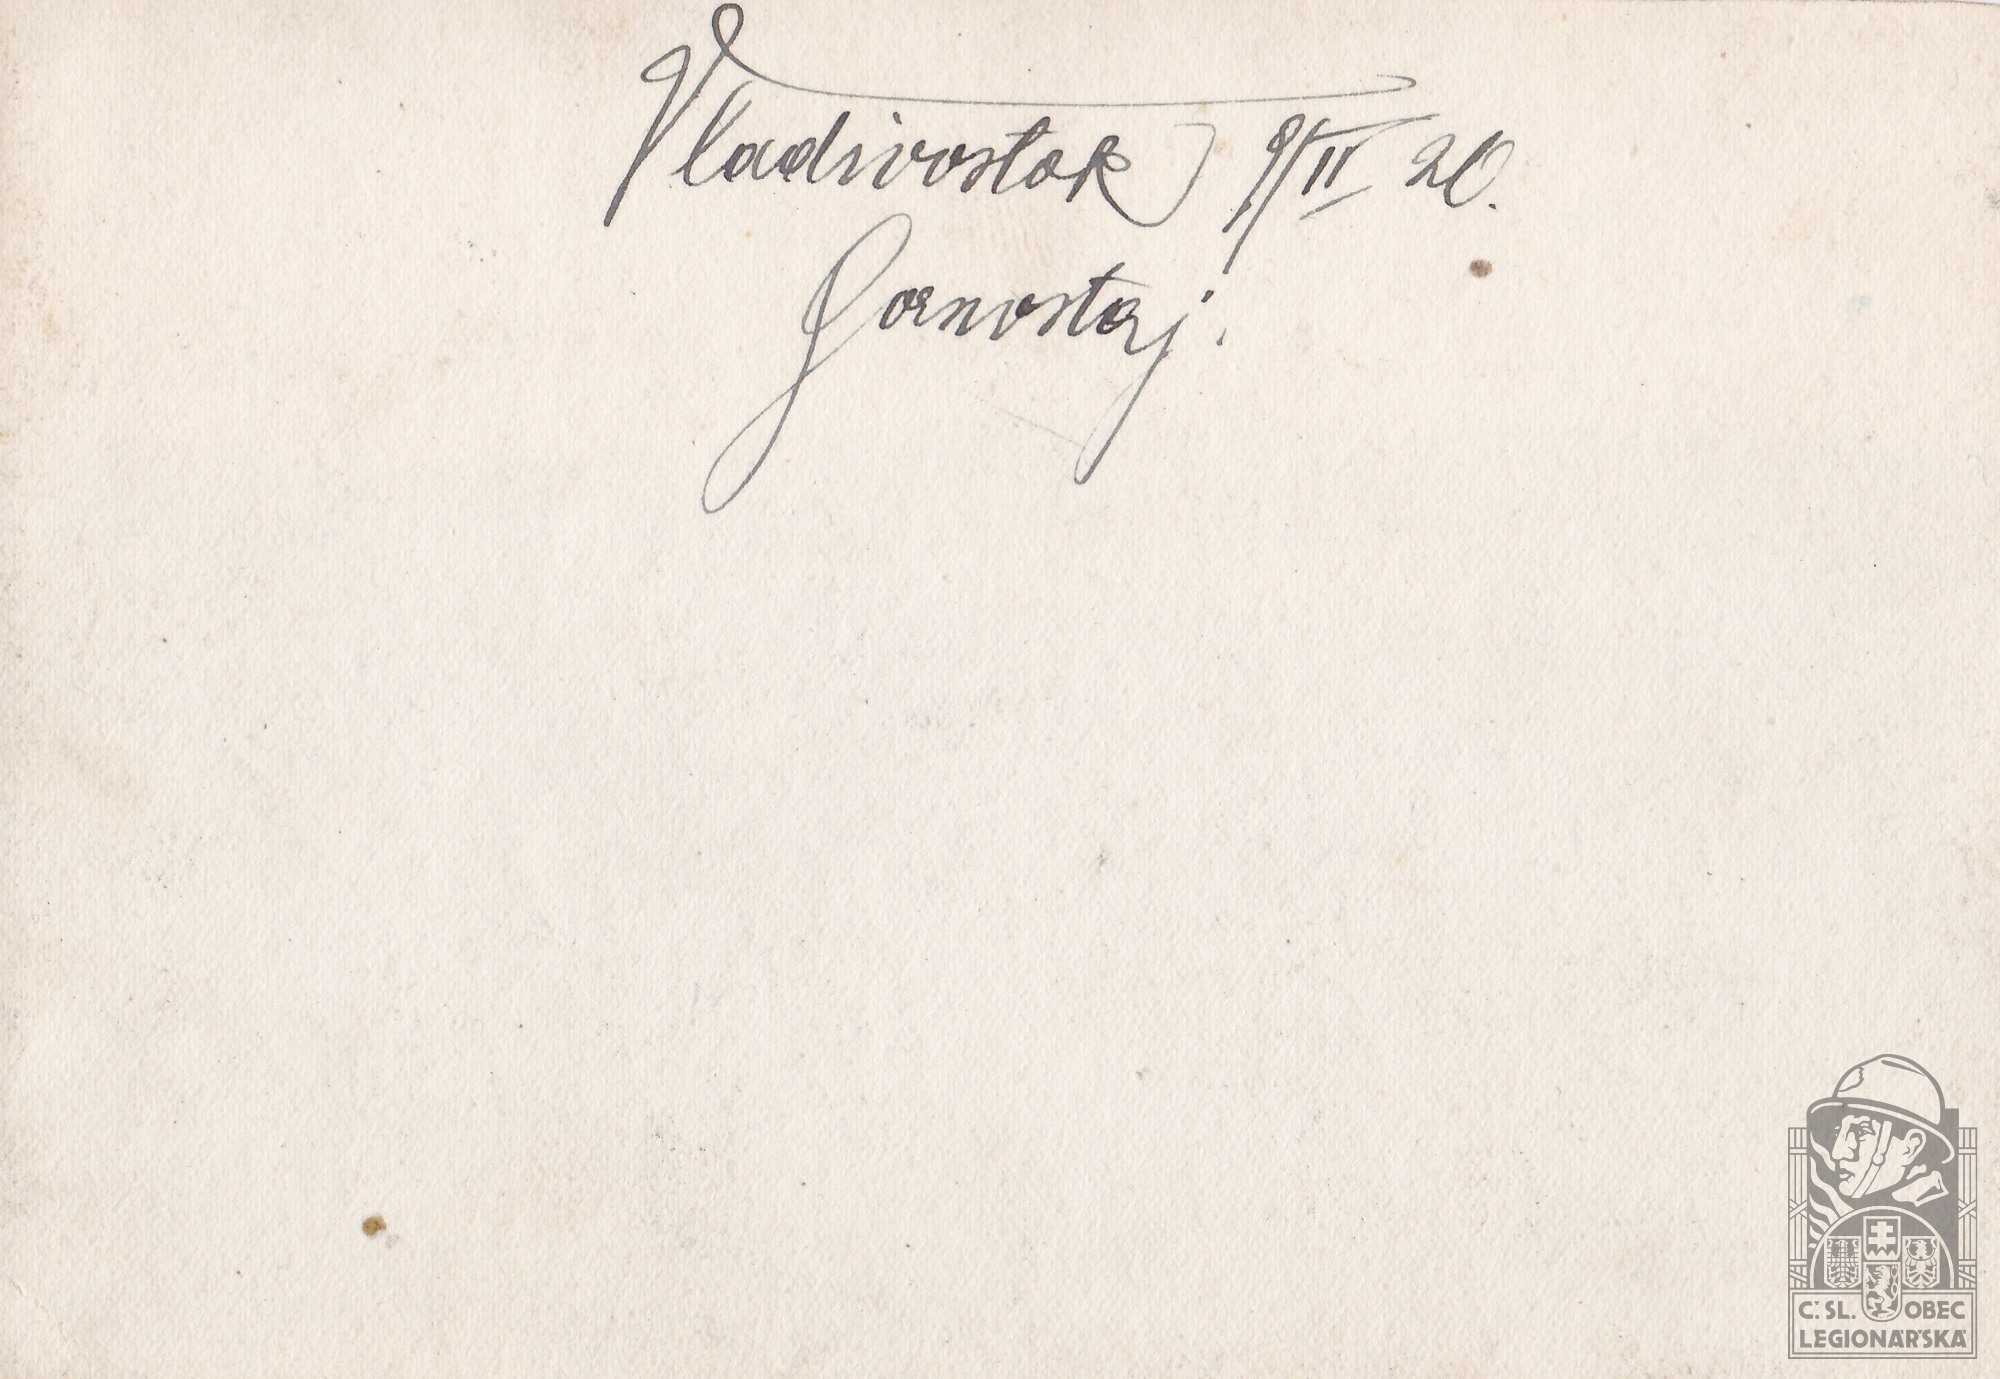 Vladivostok 9/II 20.
Gornostaj.
Č.SL. OBEC
LEGIONÁŘSKÁ